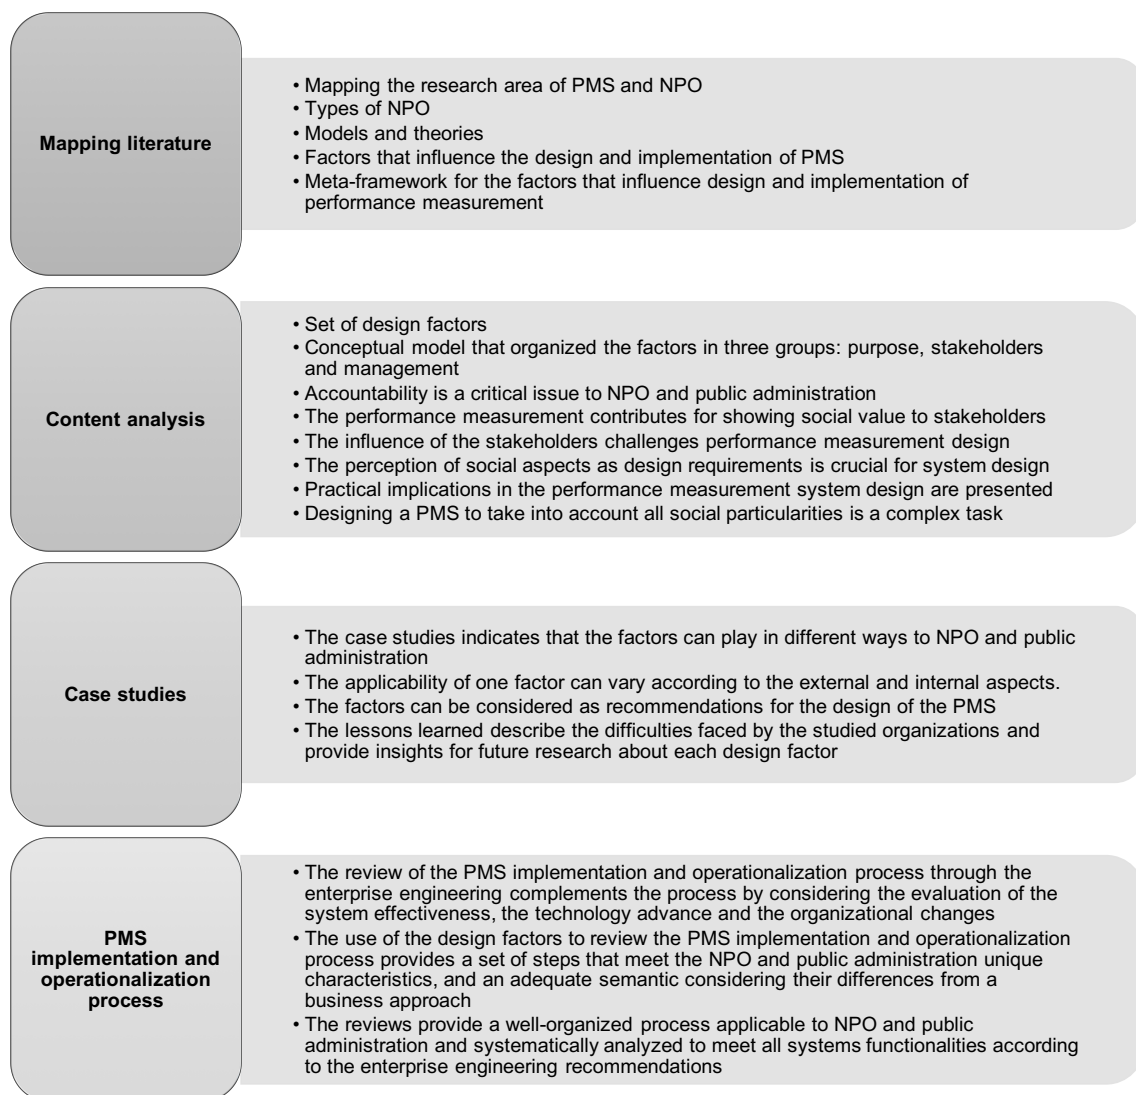 Mapping literature
• Mapping the research area of PMS and NPO
• Types of NPO
• Models and theories
• Factors that influence the design and implementation of PMS
• Meta-framework for the factors that influence design and implementation of
performance measurement
Content analysis
• Set of design factors
• Conceptual model that organized the factors in three groups: purpose, stakeholders
and management
• Accountability is a critical issue to NPO and public administration
• The performance measurement contributes for showing social value to stakeholders
• The influence of the stakeholders challenges performance measurement design
• The perception of social aspects as design requirements is crucial for system design
• Practical implications in the performance measurement system design are presented
• Designing a PMS to take into account all social particularities is a complex task
Case studies
• The case studies indicates that the factors can play in different ways to NPO and public
administration
• The applicability of one factor can vary according to the external and internal aspects.
• The factors can be considered as recommendations for the design of the PMS
• The lessons learned describe the difficulties faced by the studied organizations and
provide insights for future research about each design factor
PMS
implementation and
operationalization
process
• The review of the PMS implementation and operationalization process through the
enterprise engineering complements the process by considering the evaluation of the
system effectiveness, the technology advance and the organizational changes
• The use of the design factors to review the PMS implementation and operationalization
process provides a set of steps that meet the NPO and public administration unique
characteristics, and an adequate semantic considering their differences from a
business approach
• The reviews provide a well-organized process applicable to NPO and public
administration and systematically analyzed to meet all systems functionalities according
to the enterprise engineering recommendations